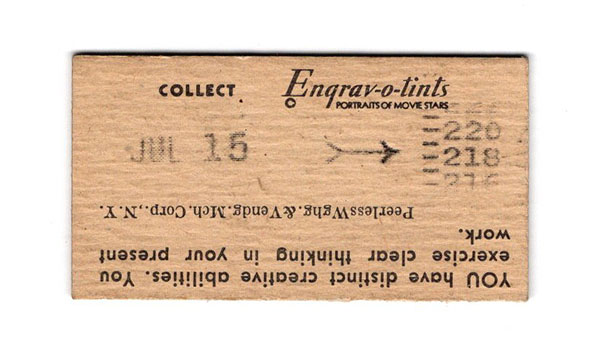 COLLECT Engrav-o-tints
PORTRAITS OF MOVIE STARS
220
JUL 15
218
216
YOU have distinct creative abilities. You
exercise clear thinking in your present
work.
Peerless Wghg. & Vendg. Mch. Corp., N.Y.